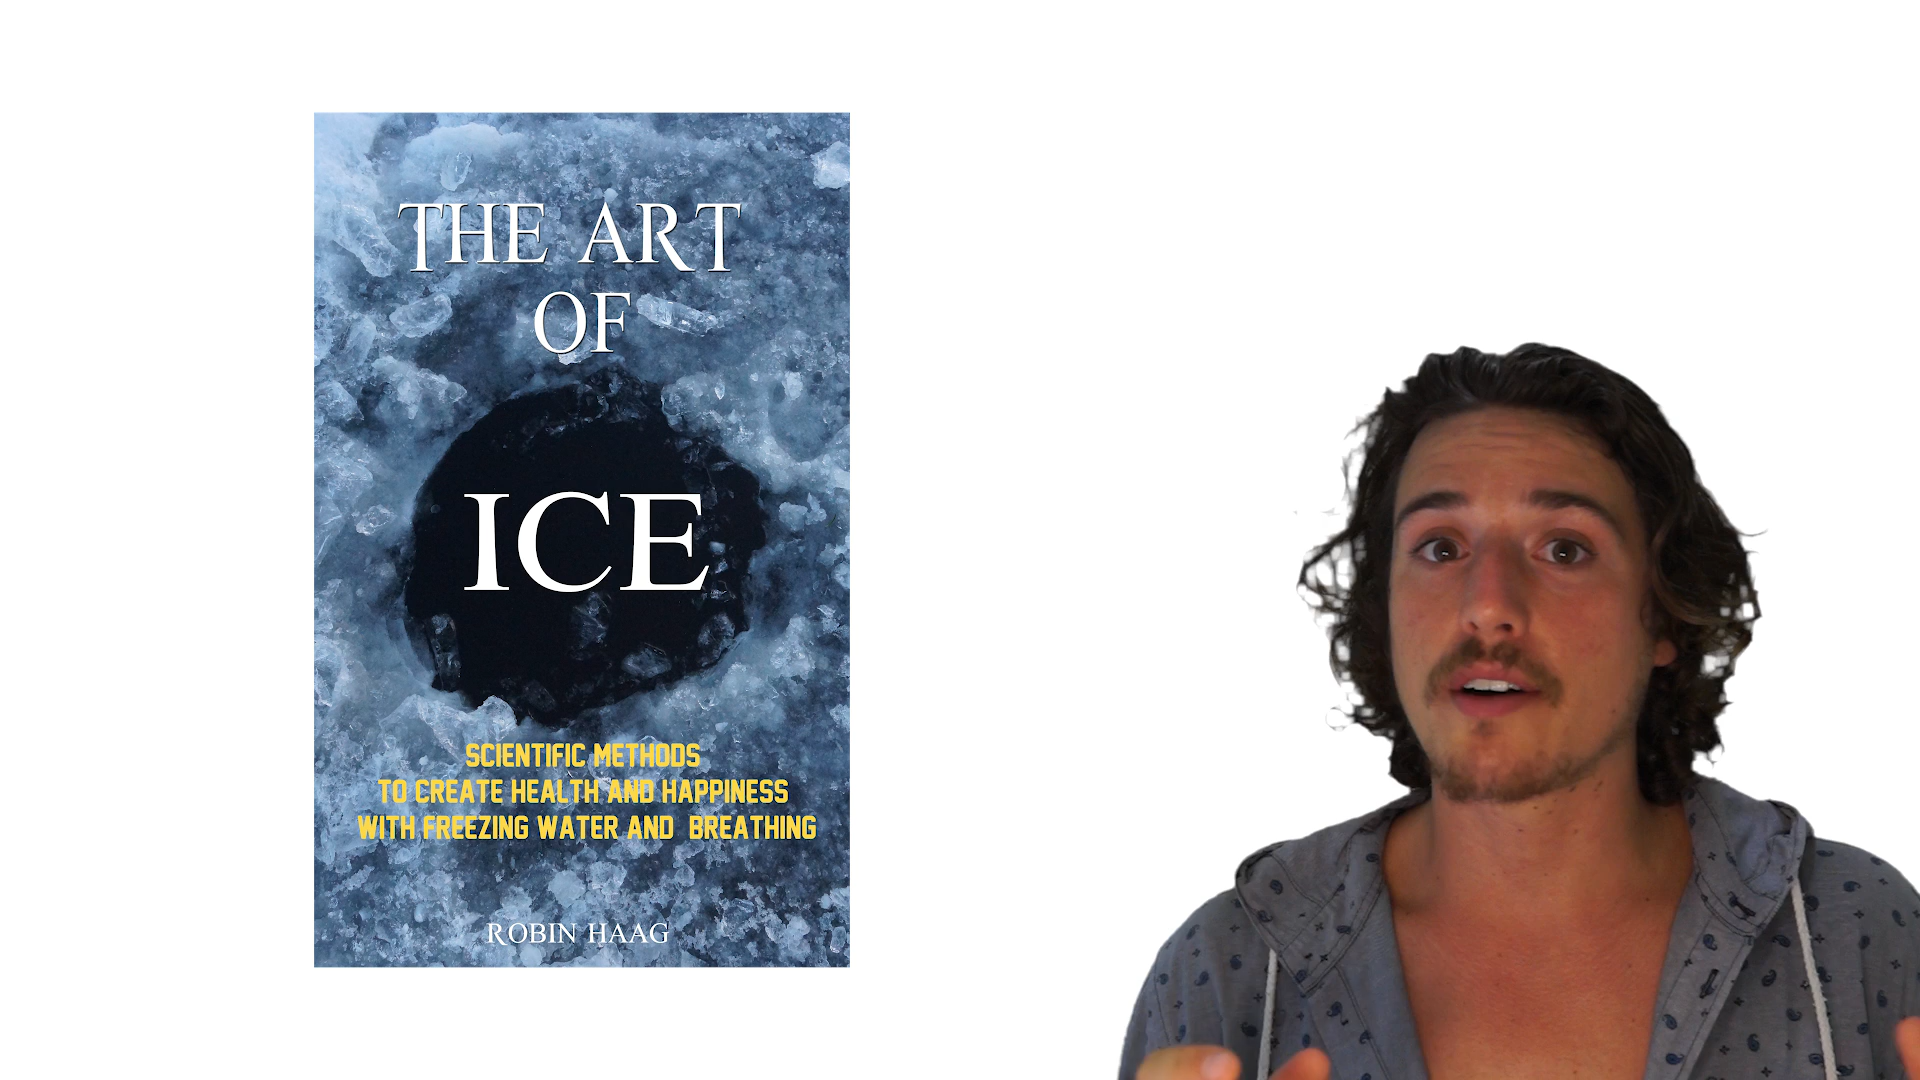 THE ART
OF
ICE
SCIENTIFIC METHODS
TO CREATE HEALTH AND HAPPINESS
WITH FREEZING WATER AND BREATHING
ROBIN HAAG